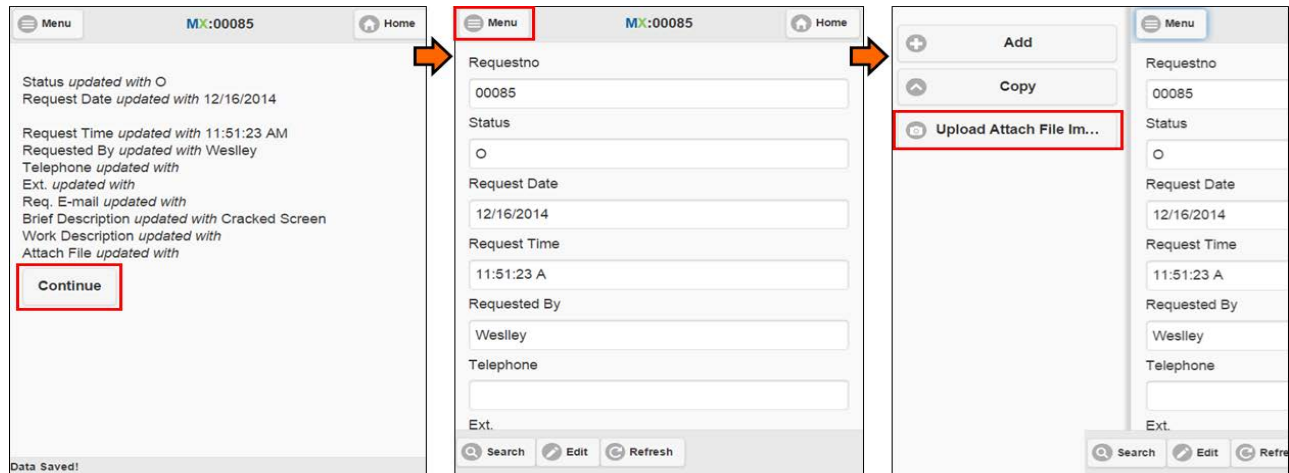 Menu
MX:00085
Home
Status updated with O
Request Date updated with 12/16/2014
Request Time updated with 11:51:23 AM
Requested By updated with Weslley
Telephone updated with
Ext. updated with
Req. E-mail updated with
Brief Description updated with Cracked Screen
Work Description updated with
Attach File updated with
Continue
Data Saved!
Menu
MX:00085
Home
Requestno
00085
Status
O
Request Date
12/16/2014
Request Time
11:51:23 A
Requested By
Weslley
Telephone
Ext.
Search
Edit
Refresh
Add
Copy
Upload Attach File Im...
Menu
Requestno
00085
Status
O
Request Date
12/16/2014
Request Time
11:51:23 A
Requested By
Weslley
Telephone
Ext.
Search
Edit
Refre